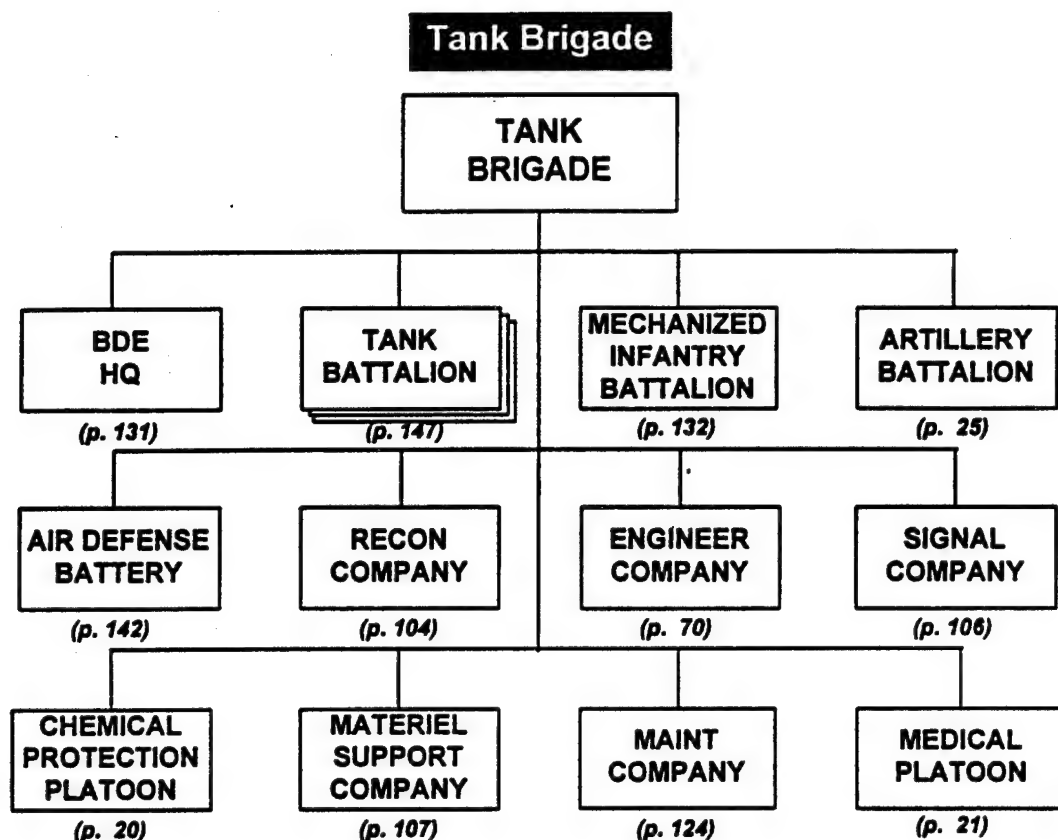 Tank Brigade
TANK
BRIGADE
BDE
HQ
(p. 131)
TANK
BATTALION
(p. 147)
MECHANIZED
INFANTRY
BATTALION
(p. 132)
ARTILLERY
BATTALION
(p. 25)
AIR DEFENSE
BATTERY
(p. 142)
RECON
COMPANY
(p. 104)
ENGINEER
COMPANY
(p. 70)
SIGNAL
COMPANY
(p. 106)
CHEMICAL
PROTECTION
PLATOON
(p. 20)
MATERIEL
SUPPORT
COMPANY
(p. 107)
MAINT
COMPANY
(p. 124)
MEDICAL
PLATOON
(p. 21)